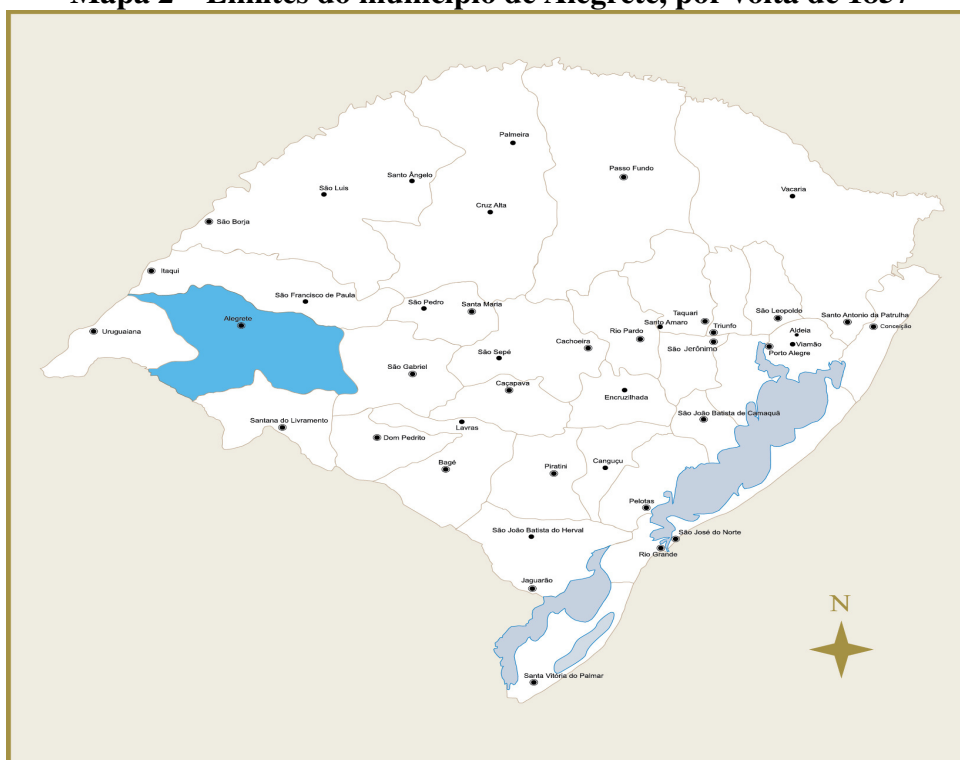 Mapa 2 – Limites do município de Alegrete, por volta de 1857
Palmeira
Passo Fundo
Santo Ângelo
São Luis
Vacaria
Cruz Alta
São Borja
Itaqui
São Francisco de Paula
São Pedro
Santa Maria
Alegrete
Uruguaiana
Taquari
Santo Amaro
Triunfo
São Leopoldo
Santo Antonio da Patrulha
Conceição
Aldeia
Viamão
Porto Alegre
Rio Pardo
São Jerônimo
Cachoeira
São Sepé
São Gabriel
Caçapava
Encruzilhada
São João Batista de Camaquã
Santana do Livramento
Lavras
Dom Pedrito
Bagé
Piratini
Canguçu
Pelotas
São João Batista do Herval
São José do Norte
Rio Grande
Jaguarão
N
Santa Vitória do Palmar